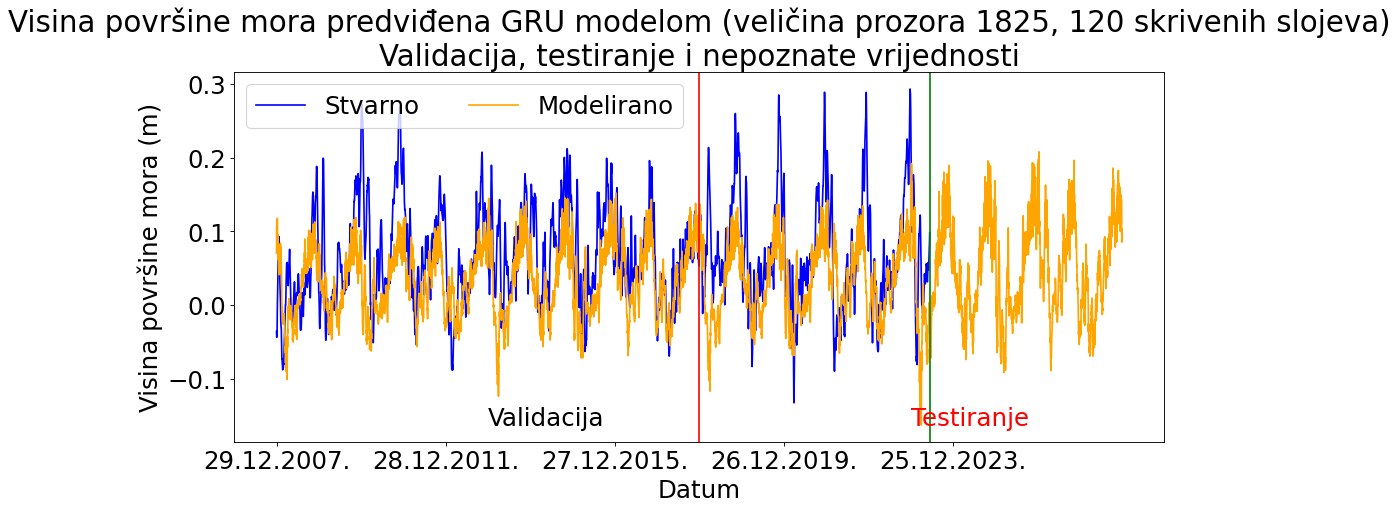 Visina površine mora predviđena GRU modelom (veličina prozora 1825, 120 skrivenih slojeva)
Validacija, testiranje i nepoznate vrijednosti
Stvarno Modelirano
Visina površine mora (m)
0.3
0.2
0.1
0.0
−0.1
Validacija
Testiranje
29.12.2007. 28.12.2011. 27.12.2015. 26.12.2019. 25.12.2023.
Datum